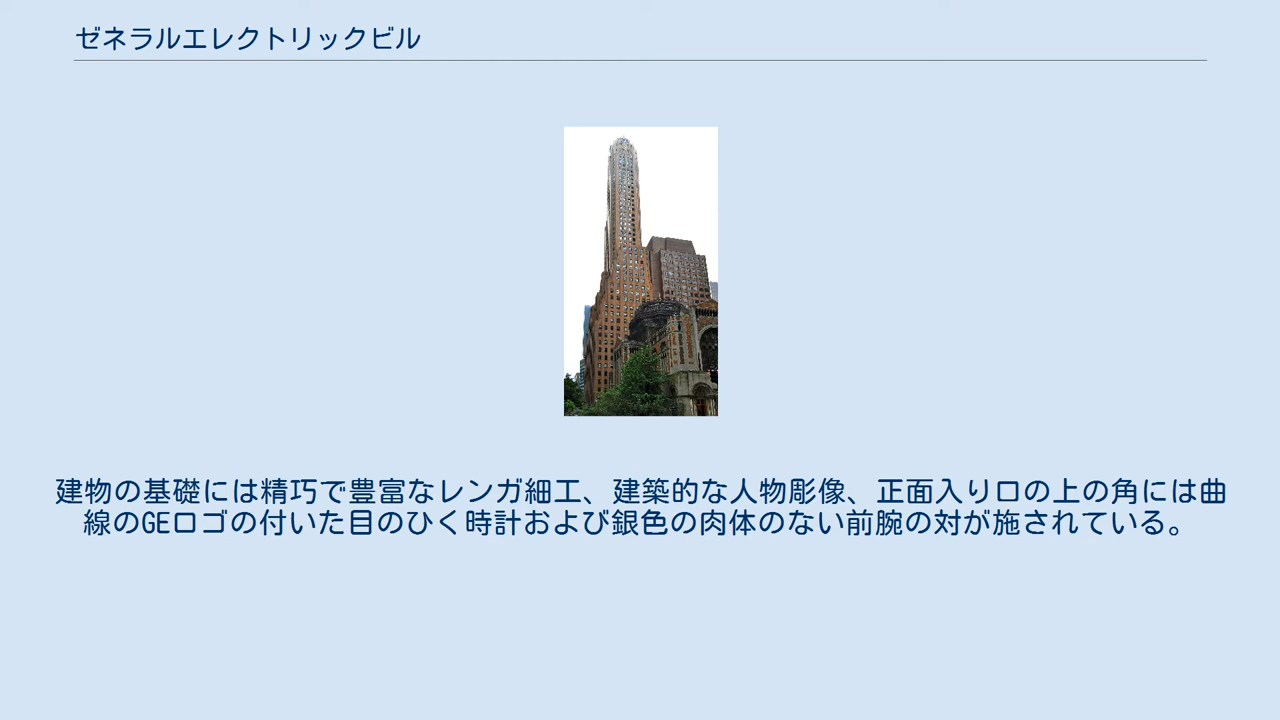 ゼネラルエレクトリックビル
建物の基礎には精巧で豊富なレンガ細工、建築的な人物彫像、正面入り口の上の角には曲
線のGEロゴの付いた目のひく時計および銀色の肉体のない前腕の対が施されている。